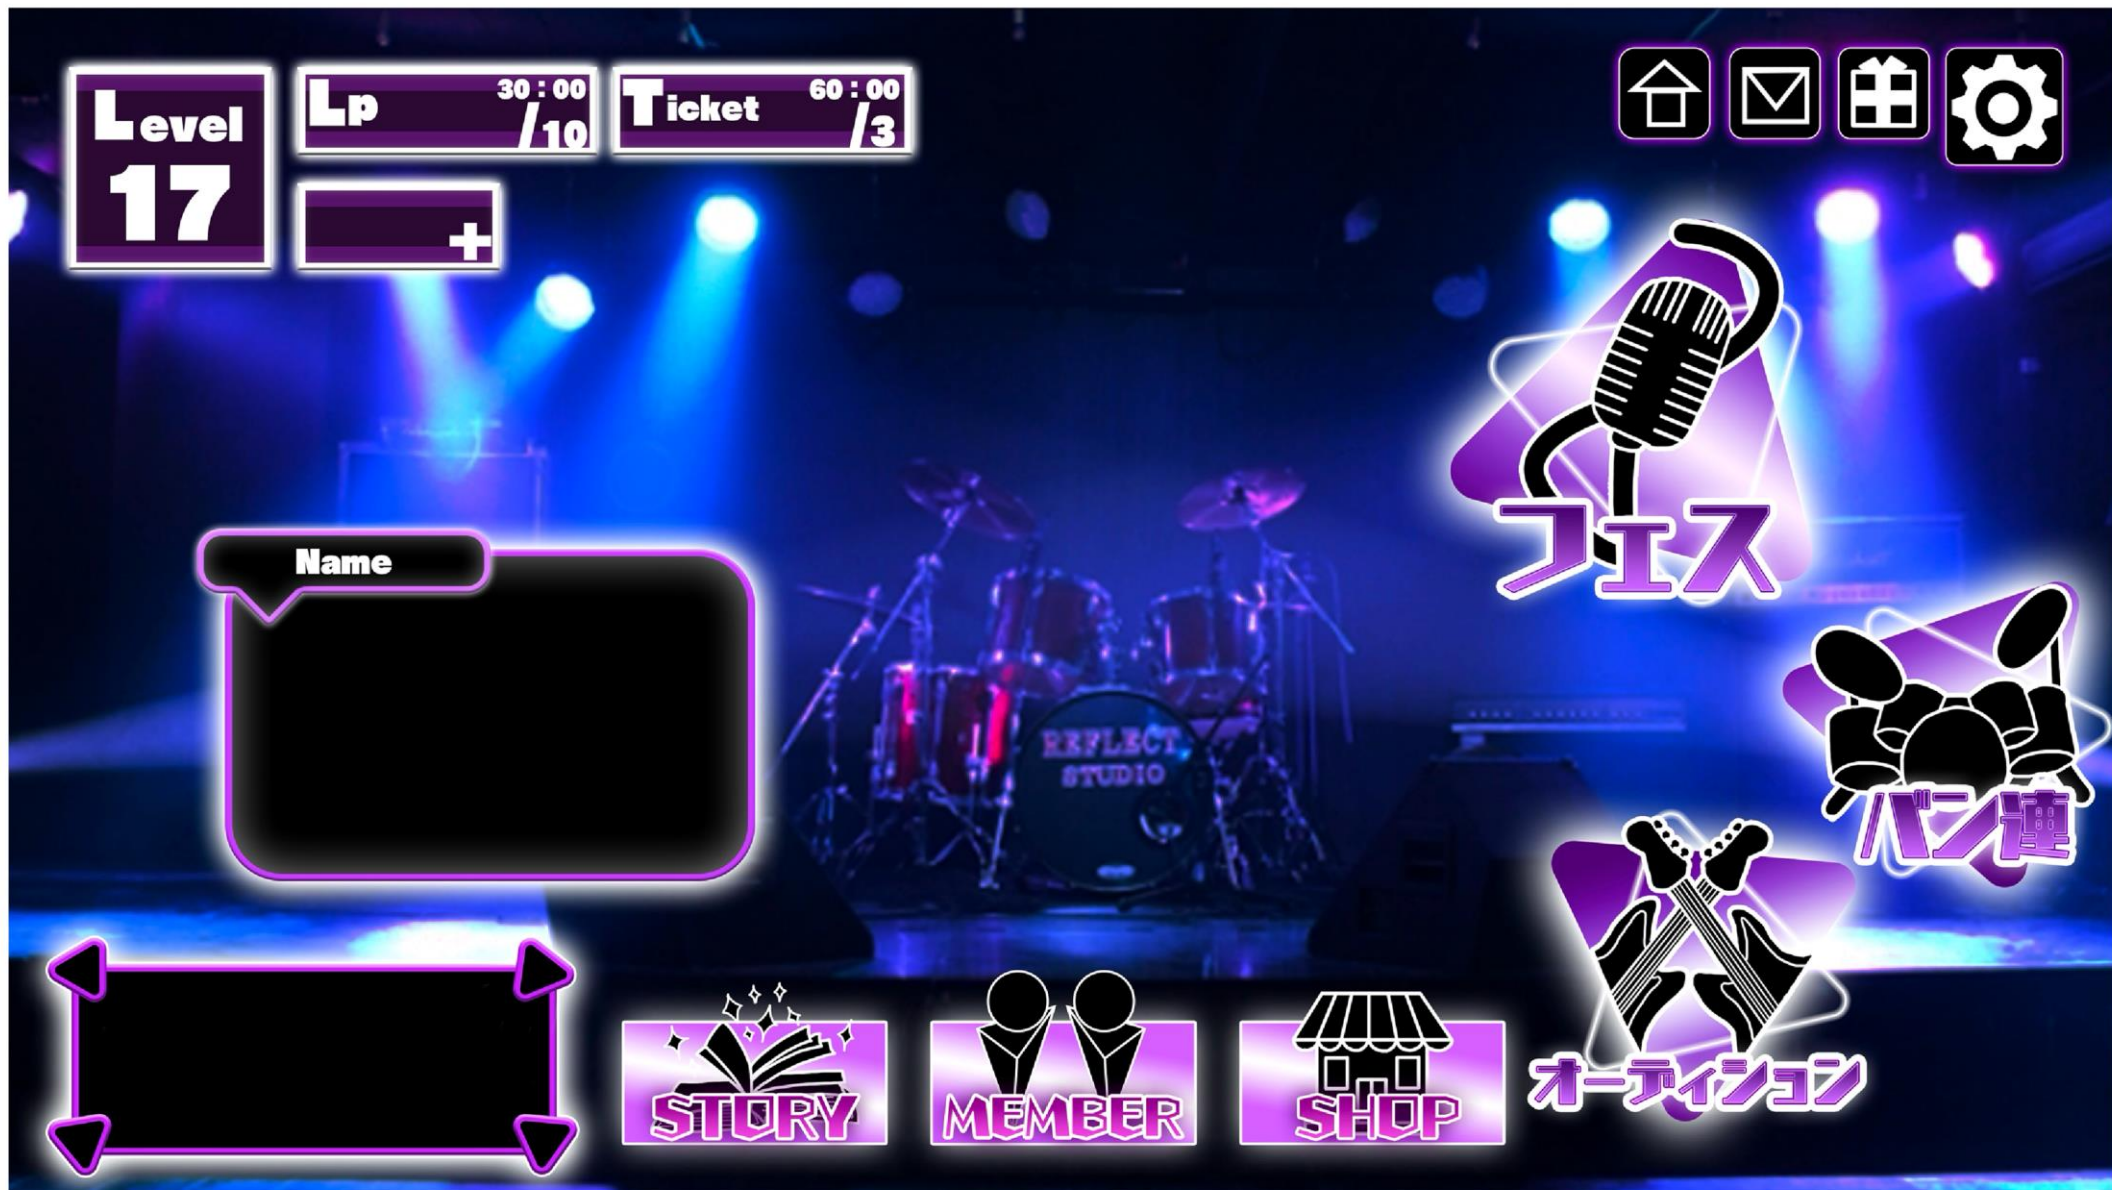 Level
17
Lp
30:00
/10
Ticket
60:00
/3
+
Name
フェス
バン連
オーディション
REFLECT
STUDIO
STORY
MEMBER
SHOP